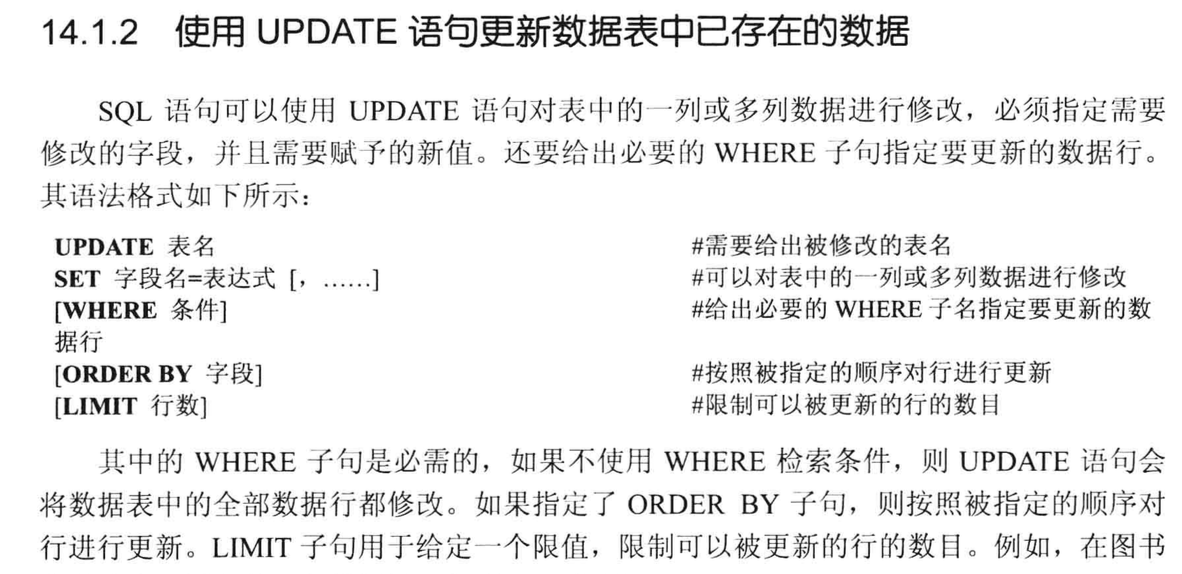 14.1.2 使用 UPDATE 语句更新数据表中已存在的数据
SQL 语句可以使用 UPDATE 语句对表中的一列或多列数据进行修改，必须指定需要
修改的字段，并且需要赋予的新值。还要给出必要的 WHERE 子句指定要更新的数据行。
其语法格式如下所示：
UPDATE 表名 #需要给出被修改的表名
SET 字段名=表达式 [，……] #可以对表中的一列或多列数据进行修改
[WHERE 条件] #给出必要的 WHERE 子名指定要更新的数
据行
[ORDER BY 字段] #按照被指定的顺序对行进行更新
[LIMIT 行数] #限制可以被更新的行的数目
其中的 WHERE 子句是必需的，如果不使用 WHERE 检索条件，则 UPDATE 语句会
将数据表中的全部数据行都修改。如果指定了 ORDER BY 子句，则按照被指定的顺序对
行进行更新。LIMIT 子句用于给定一个限值，限制可以被更新的行的数目。例如，在图书